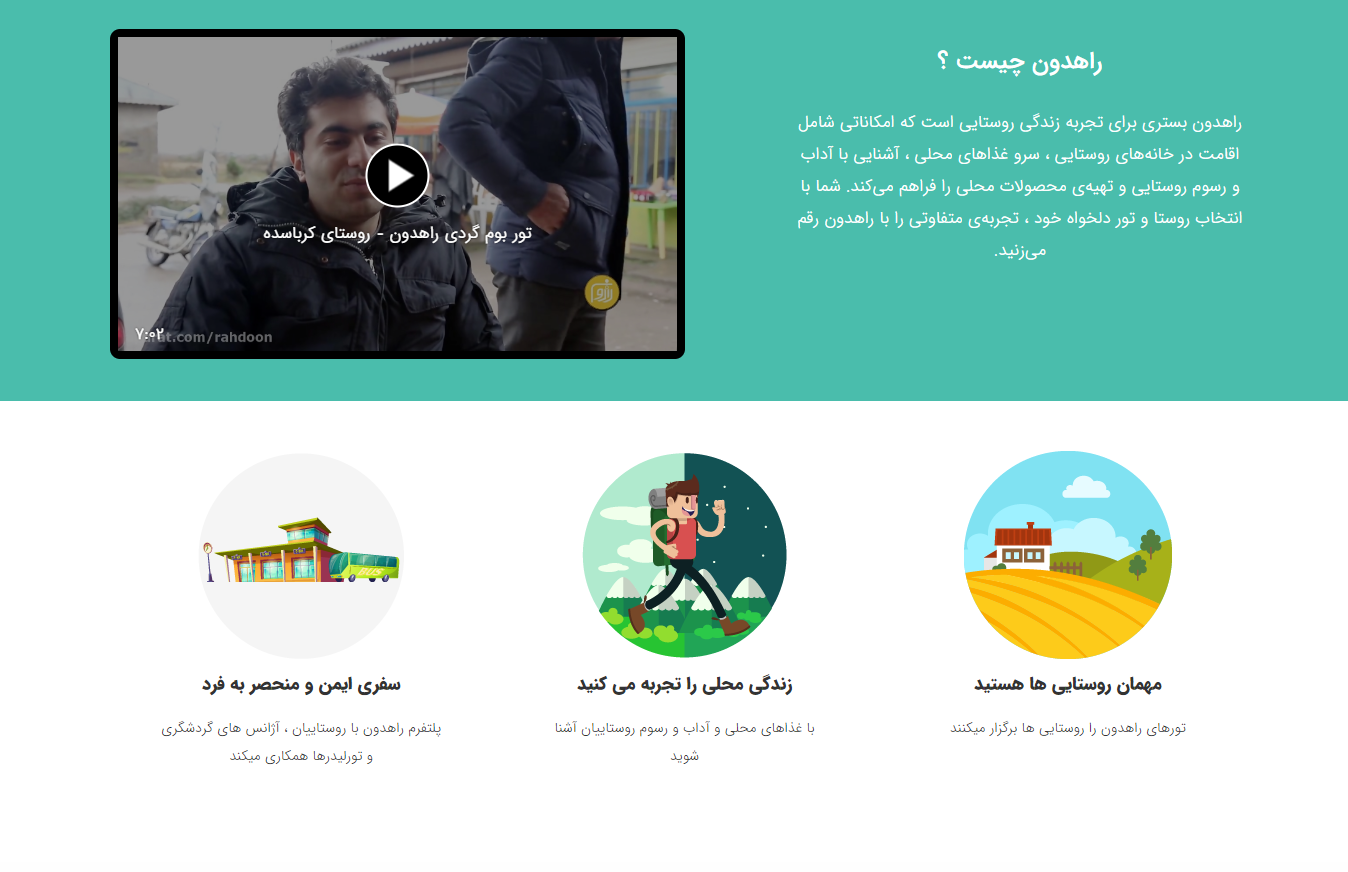 راهدون چیست ؟
راهدون بستری برای تجربه زندگی روستایی است که امکاناتی شامل
اقامت در خانه‌های روستایی ، سرو غذاهای محلی ، آشنایی با آداب
و رسوم روستایی و تهیه‌ی محصولات محلی را فراهم می‌کند. شما با
انتخاب روستا و تور دلخواه خود ، تجربه‌ی متفاوتی را با راهدون رقم
می‌زنید.
تور بوم گردی راهدون - روستای کرباسده
۷:۰۲
.com/rahdoon
مهمان روستایی ها هستید
تورهای راهدون را روستایی ها برگزار میکنند
زندگی محلی را تجربه می کنید
با غذاهای محلی و آداب و رسوم روستاییان آشنا
شوید
BUS
سفری ایمن و منحصر به فرد
پلتفرم راهدون با روستاییان ، آژانس های گردشگری
و تورلیدرها همکاری میکند